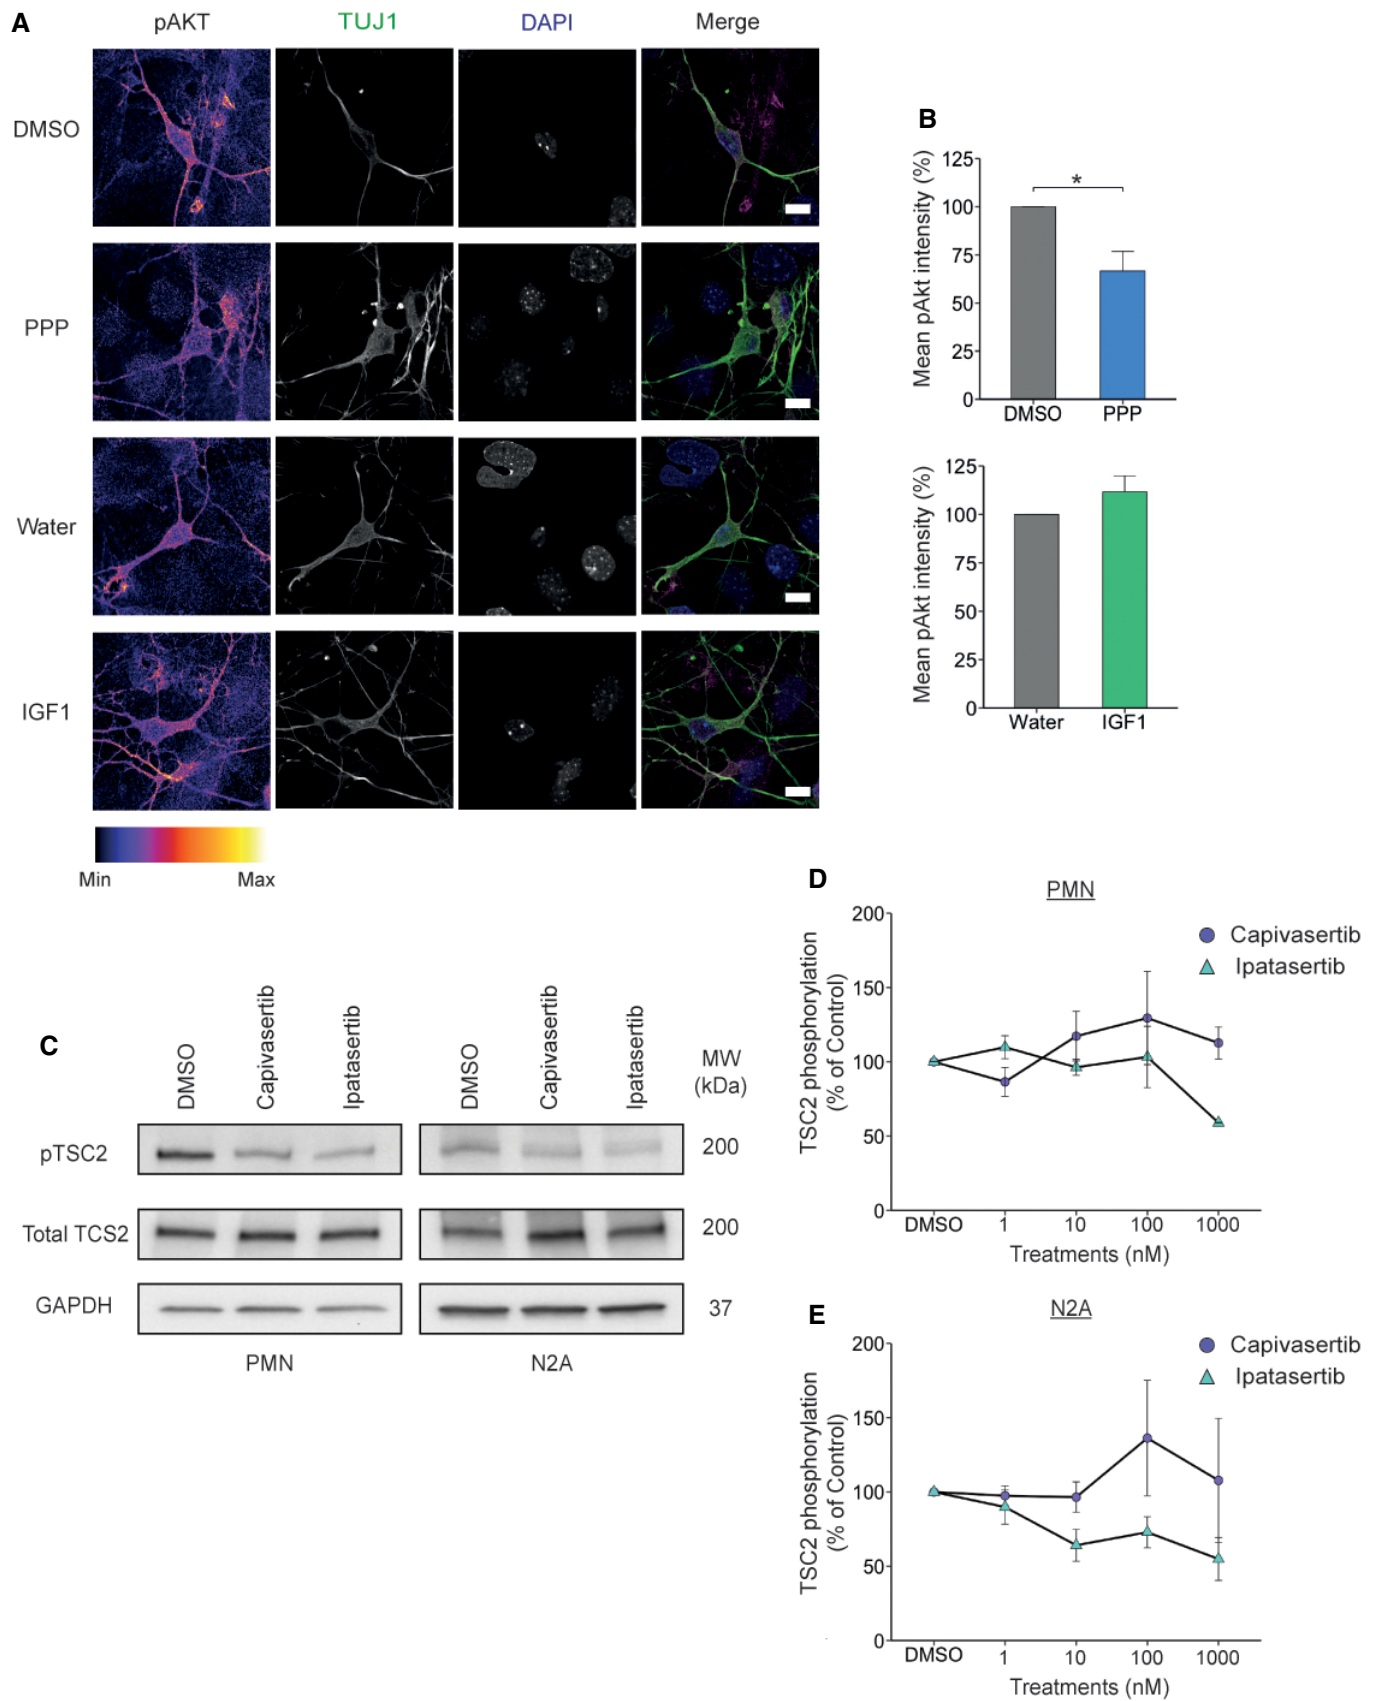 A
pAKT
TUJ1
DAPI
Merge
DMSO
PPP
Water
IGF1
Min
Max
B
Mean pAkt intensity (%)
125
100
75
50
25
0
*
DMSO
PPP
Mean pAkt intensity (%)
125
100
75
50
25
0
Water
IGF1
C
DMSO
Capivasertib
Ipatasertib
DMSO
Capivasertib
Ipatasertib
MW
(kDa)
pTSC2
200
Total TCS2
200
GAPDH
37
PMN
N2A
D
PMN
TSC2 phosphorylation
(% of Control)
200
150
100
50
0
DMSO
1
10
100
1000
Treatments (nM)
Capivasertib
Ipatasertib
E
N2A
TSC2 phosphorylation
(% of Control)
200
150
100
50
0
DMSO
1
10
100
1000
Treatments (nM)
Capivasertib
Ipatasertib